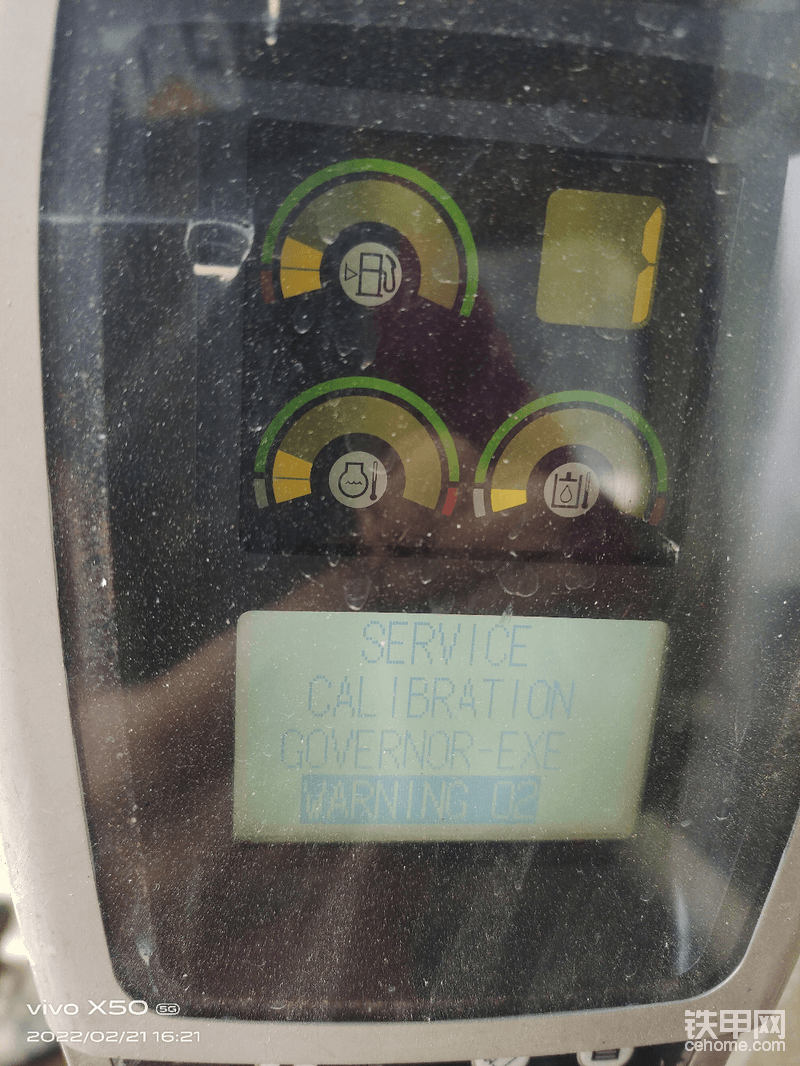 1
SERVICE
CALIBRATION
GOVERNOR-EXE
WARNING 02
vivo X50 5G
2022/02/21 16:21
铁甲网
cehome.com